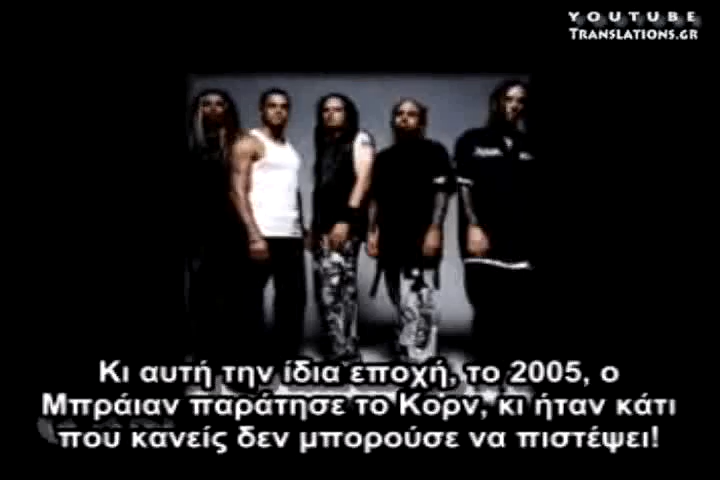 YOUTUBE
TRANSLATIONS.GR
Κι αυτή την ίδια εποχή, το 2005, ο
Μπράιαν παράτησε το Κορν, κι ήταν κάτι
που κανείς δεν μπορούσε να πιστέψει!